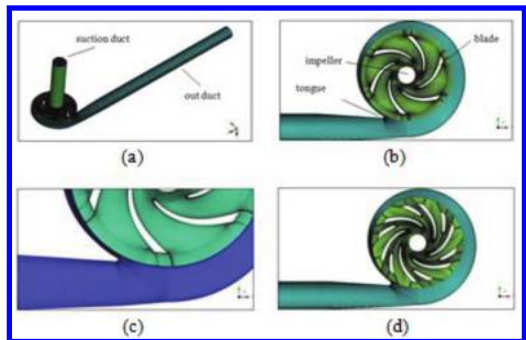 suction duct
out duct
(a)
impeller
blade
tongue
(b)
(c)
(d)